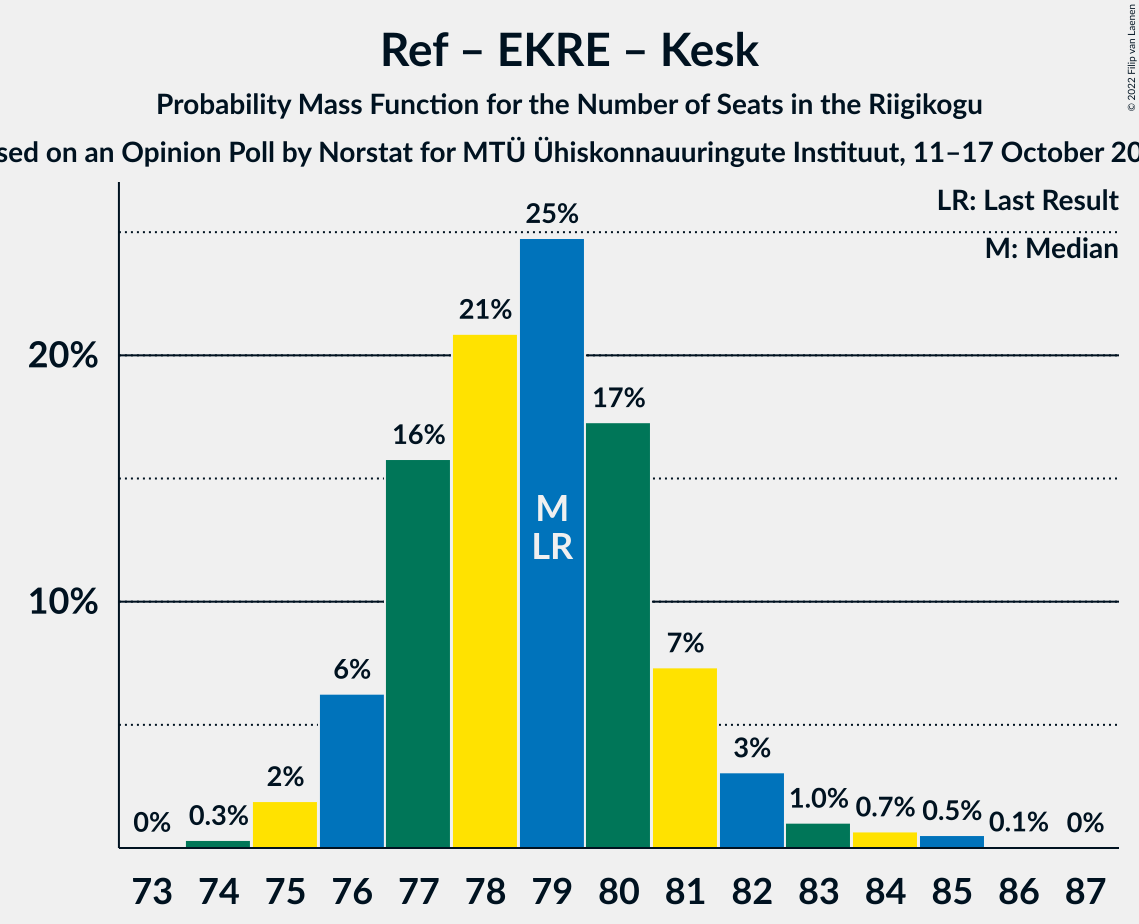 Ref – EKRE – Kesk
Probability Mass Function for the Number of Seats in the Riigikogu
on an Opinion Poll by Norstat for MTÜ Ühiskonnauuringute Instituut, 11–17 October
© 2022 Filip van Laenen
LR: Last Result
M: Median
25%
21%
20%
17%
16%
M
LR
10%
7%
6%
3%
2%
1.0%
0.7%
0.5%
0.3%
0.1%
0%
0%
73 74 75 76 77 78 79 80 81 82 83 84 85 86 87